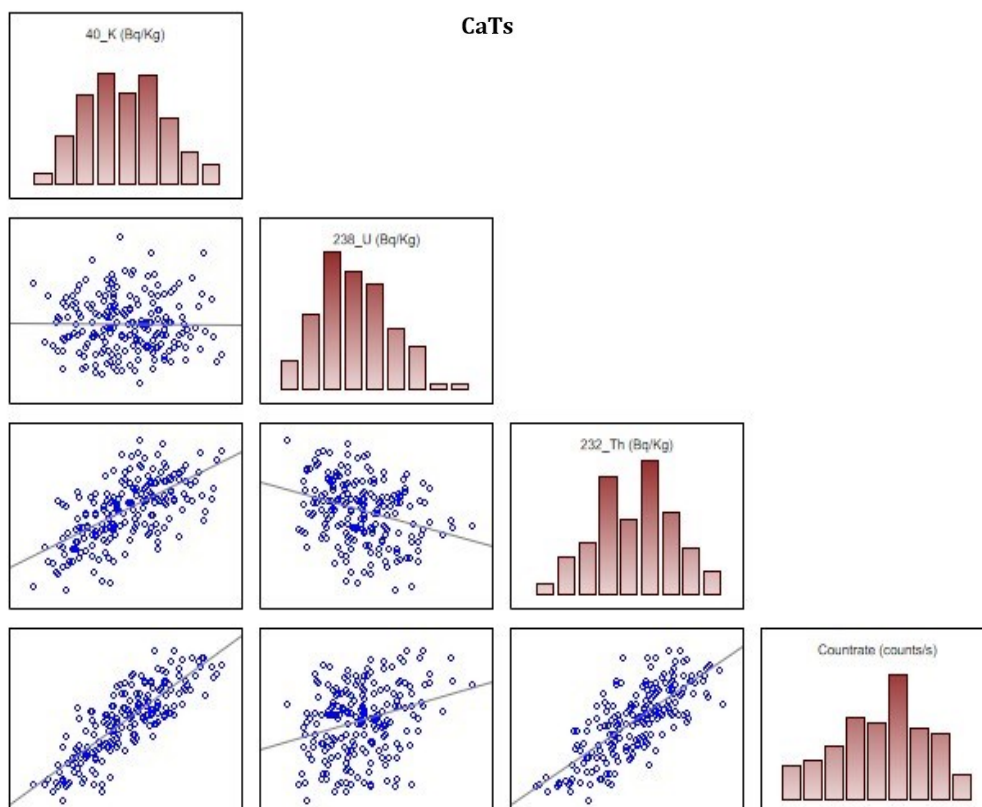 CaTs
40_K (Bq/Kg)
238_U (Bq/Kg)
232_Th (Bq/Kg)
Countrate (counts/s)